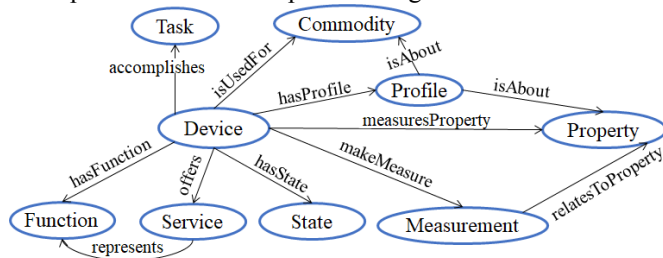 Task
Commodity
accomplishes
isUsedFor
isAbout
hasProfile
Profile
isAbout
Device
measuresProperty
Property
hasFunction
offers
hasState
makeMeasure
relatesToProperty
Function
Service
State
Measurement
represents